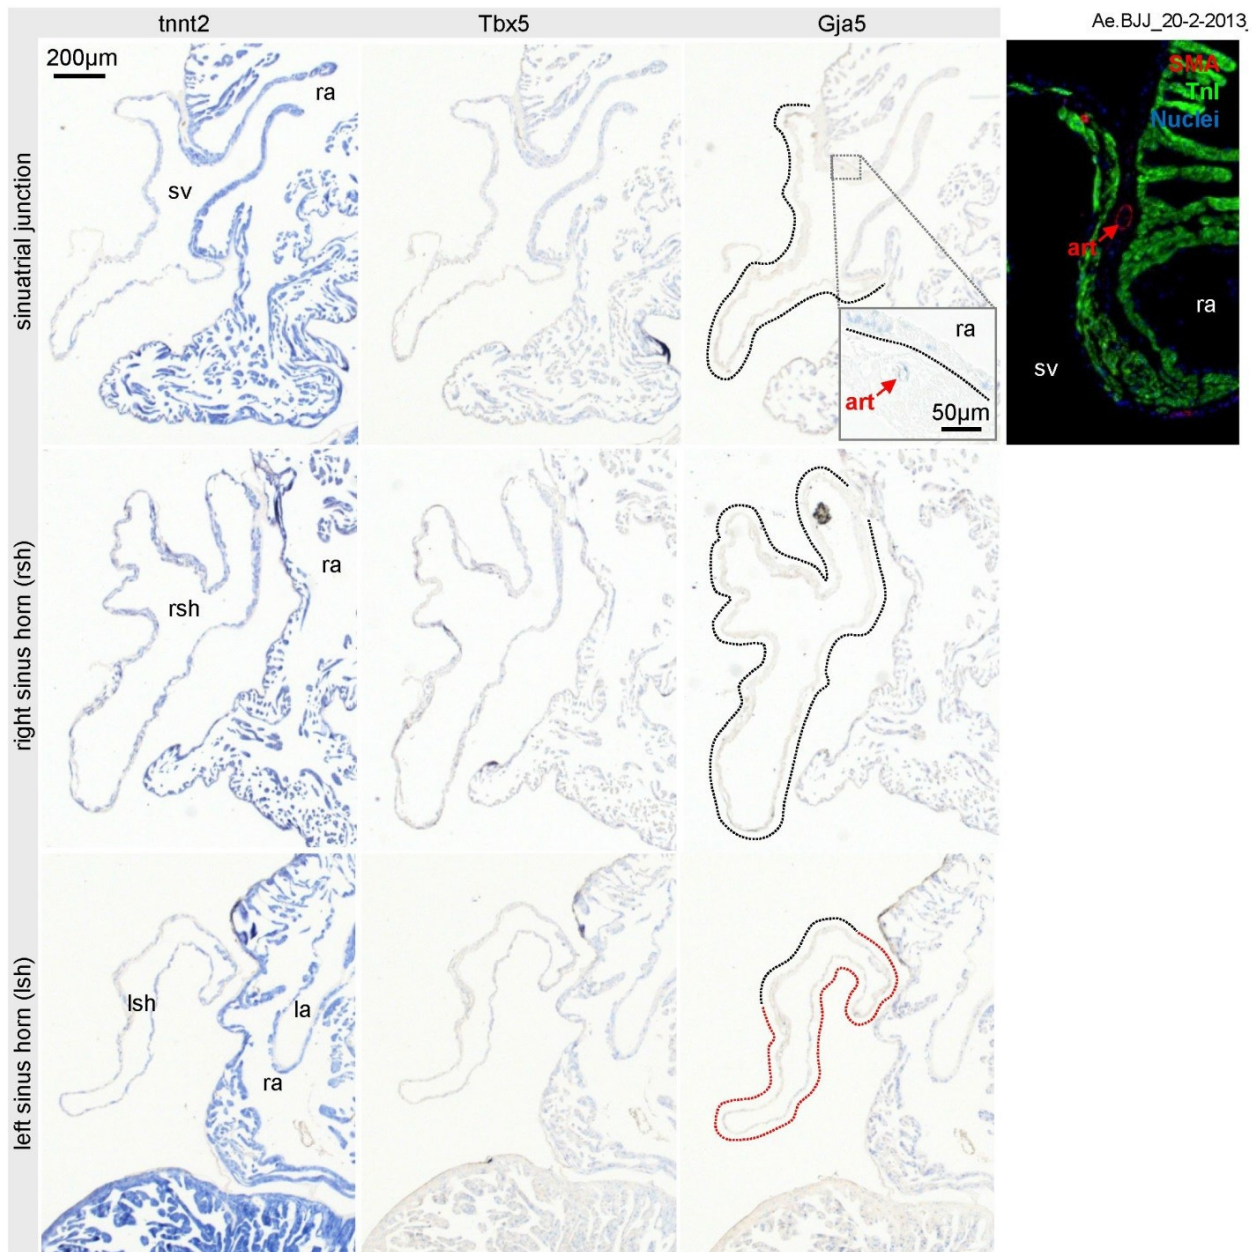 tnnt2
Tbx5
Gja5
Ae.BJJ_20-2-2013
200µm
ra
sv
sinuatrial junction
ra
art
50µm
SMA
TnI
Nuclei
art
ra
sv
right sinus horn (rsh)
ra
rsh
left sinus horn (lsh)
lsh
la
ra